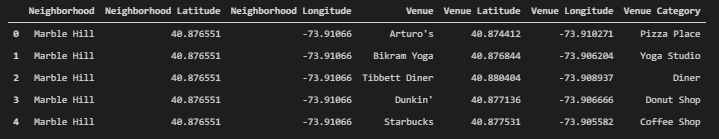 Neighborhood Neighborhood Latitude Neighborhood Longitude Venue Venue Latitude Venue Longitude Venue Category
0 Marble Hill 40.876551 -73.91066 Arturo's 40.874412 -73.910271 Pizza Place
1 Marble Hill 40.876551 -73.91066 Bikram Yoga 40.876844 -73.906204 Yoga Studio
2 Marble Hill 40.876551 -73.91066 Tibbett Diner 40.880404 -73.908937 Diner
3 Marble Hill 40.876551 -73.91066 Dunkin' 40.877136 -73.906666 Donut Shop
4 Marble Hill 40.876551 -73.91066 Starbucks 40.877531 -73.905582 Coffee Shop